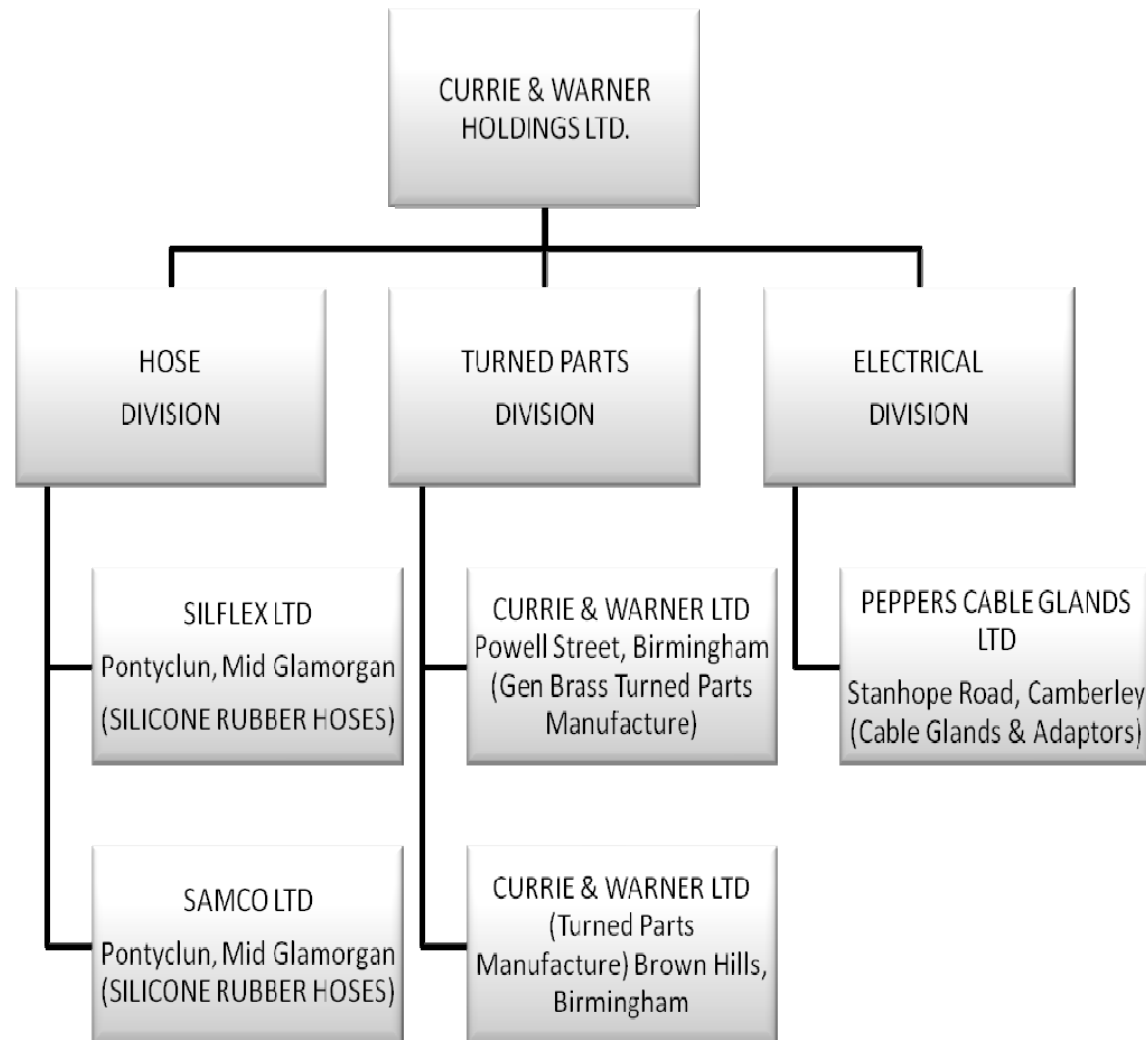 CURRIE & WARNER
HOLDINGS LTD.
HOSE
DIVISION
TURNED PARTS
DIVISION
ELECTRICAL
DIVISION
SILFLEX LTD
Pontyclun, Mid Glamorgan
(SILICONE RUBBER HOSES)
CURRIE & WARNER LTD
Powell Street, Birmingham
(Gen Brass Turned Parts
Manufacture)
PEPPERS CABLE GLANDS
LTD
Stanhope Road, Camberley
(Cable Glands & Adaptors)
SAMCO LTD
Pontyclun, Mid Glamorgan
(SILICONE RUBBER HOSES)
CURRIE & WARNER LTD
(Turned Parts
Manufacture) Brown Hills,
Birmingham